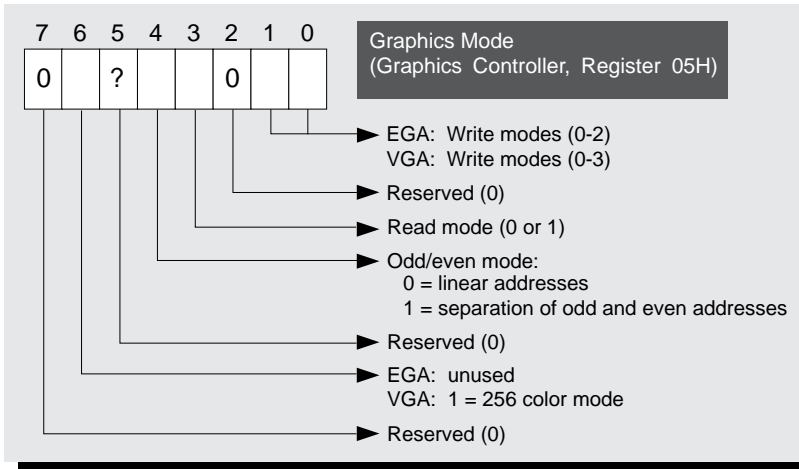 7 6 5 4 3 2 1 0
0 ? 0
Graphics Mode
(Graphics Controller, Register 05H)
EGA: Write modes (0-2)
VGA: Write modes (0-3)
Reserved (0)
Read mode (0 or 1)
Odd/even mode:
0 = linear addresses
1 = separation of odd and even addresses
Reserved (0)
EGA: unused
VGA: 1 = 256 color mode
Reserved (0)